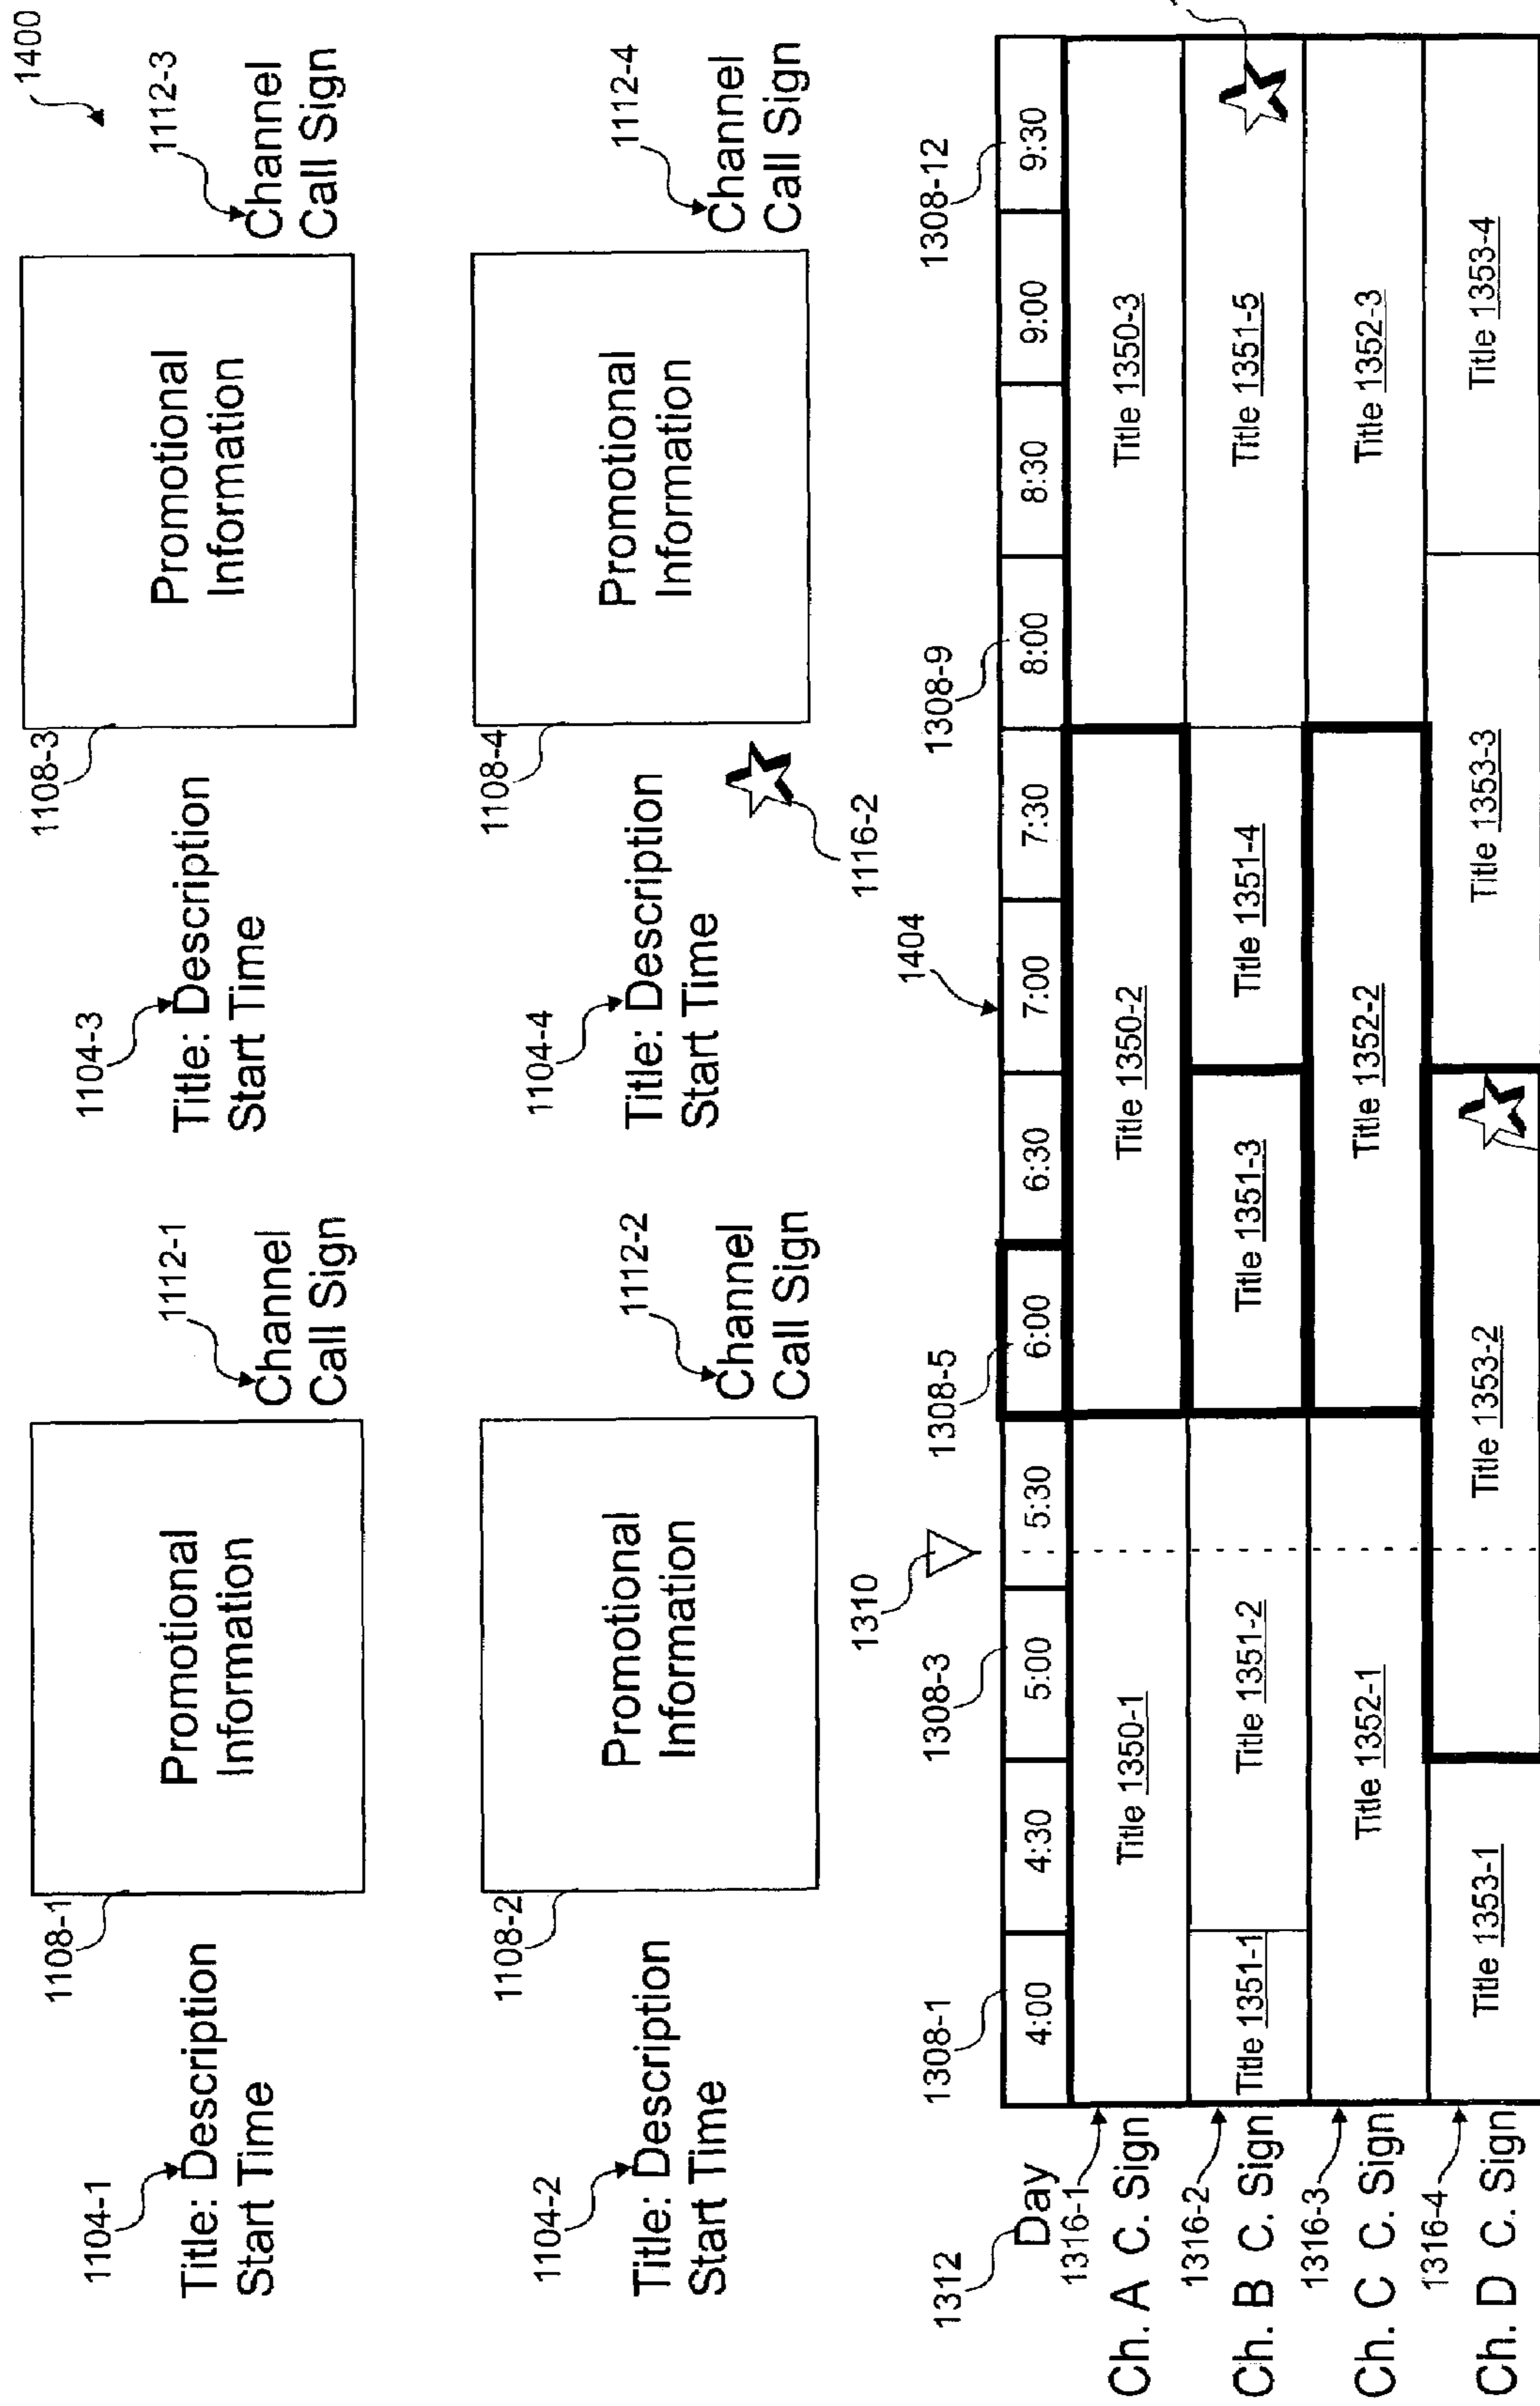 1400
1104-1
1108-1
1112-1
1104-3
1108-3
1112-3
Title: Description
Start Time
Promotional
Information
Channel
Call Sign
Title: Description
Start Time
Promotional
Information
Channel
Call Sign
1104-2
1108-2
1112-2
1104-4
1108-4
1112-4
Title: Description
Start Time
Promotional
Information
Channel
Call Sign
Title: Description
Start Time
Promotional
Information
Channel
Call Sign
1116-2
1310
1404
1312
1308-1
1308-3
1308-5
1308-9
1308-12
Day
4:00
4:30
5:00
5:30
6:00
6:30
7:00
7:30
8:00
8:30
9:00
9:30
1316-1
Ch. A C. Sign
Title 1350-1
Title 1350-2
Title 1350-3
1316-2
Ch. B C. Sign
Title 1351-1
Title 1351-2
Title 1351-3
Title 1351-4
Title 1351-5
1316-3
Ch. C C. Sign
Title 1352-1
Title 1352-2
Title 1352-3
1316-4
Ch. D C. Sign
Title 1353-1
Title 1353-2
Title 1353-3
Title 1353-4